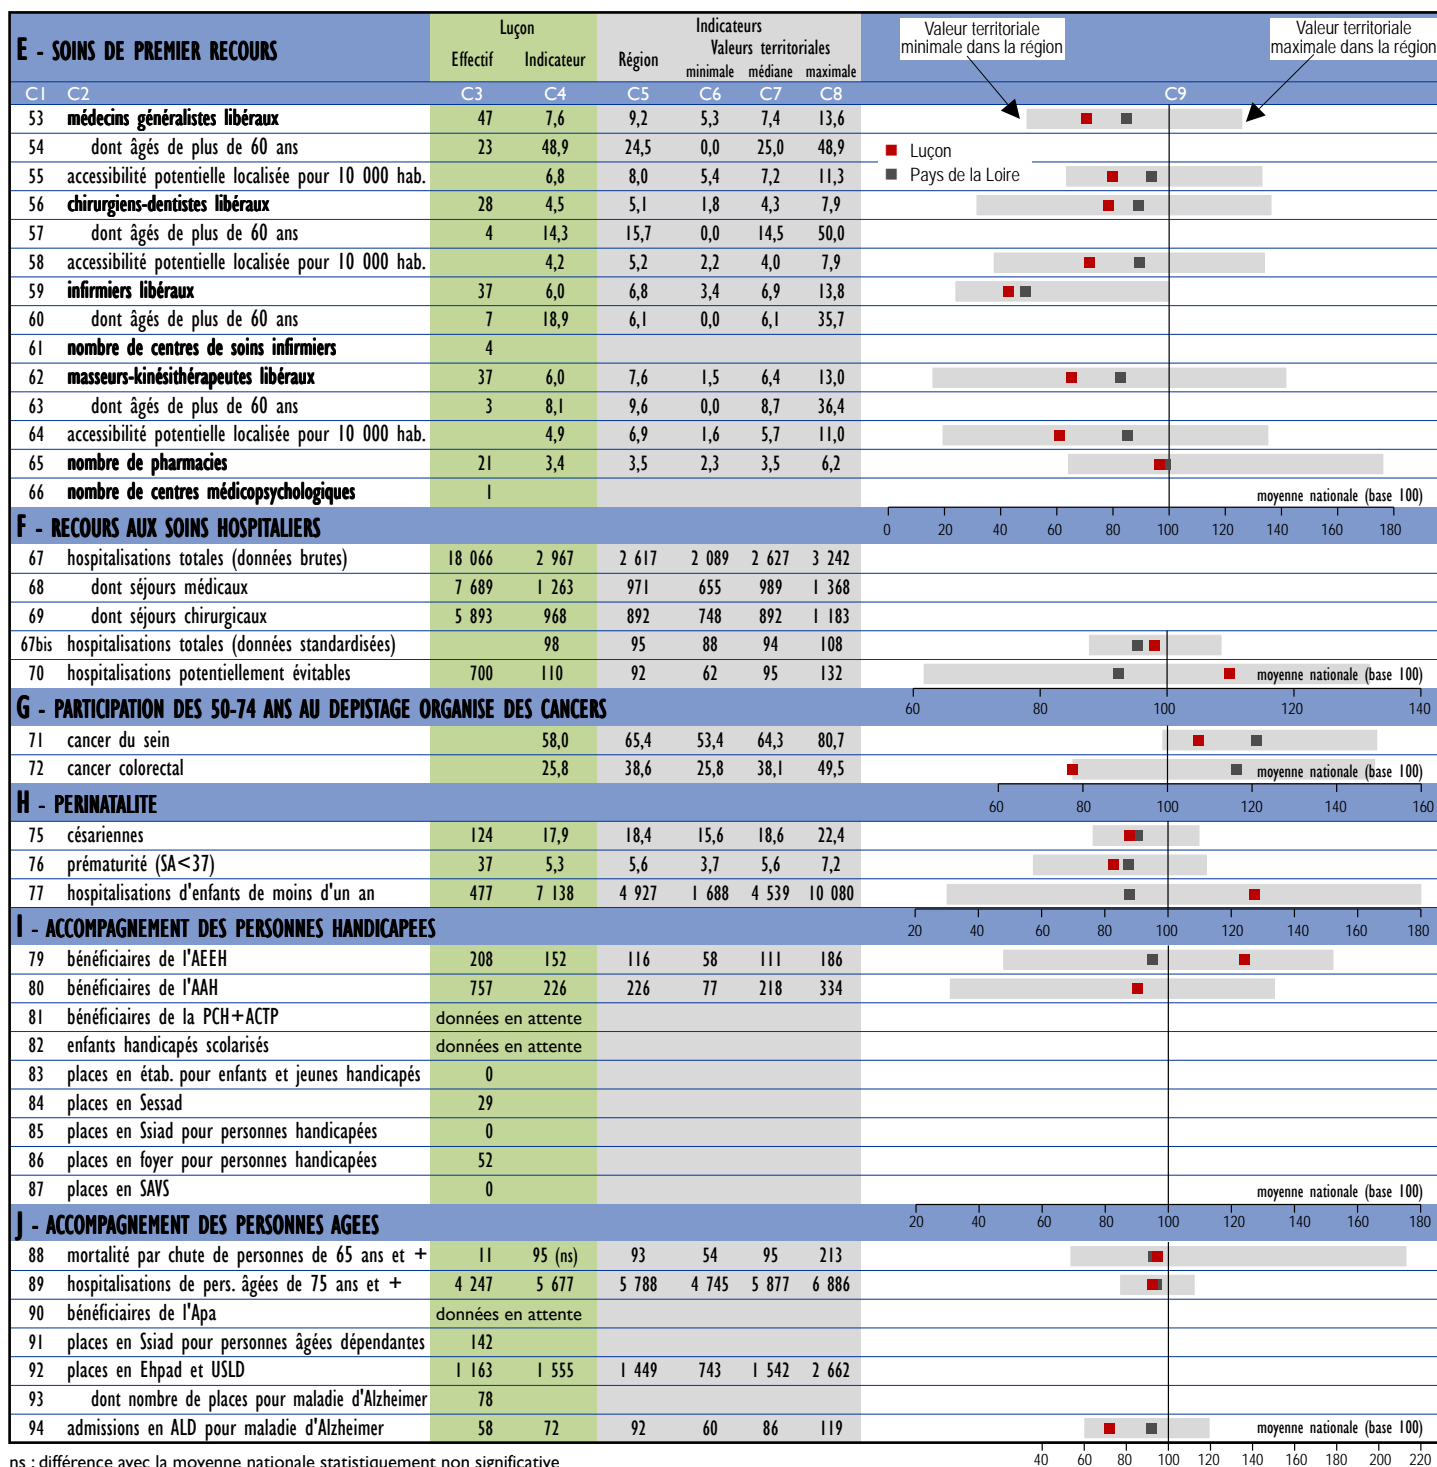 Luçon Indicateurs Valeur territoriale minimale dans la région Valeur territoriale maximale dans la région
E - SOINS DE PREMIER RECOURS Effectif Indicateur Région Valeurs territoriales minimale médiane maximale
C1 C2 C3 C4 C5 C6 C7 C8 C9
53 médecins généralistes libéraux 47 7,6 9,2 5,3 7,4 13,6
54 dont âgés de plus de 60 ans 23 48,9 24,5 0,0 25,0 48,9 Luçon
55 accessibilité potentielle localisée pour 10 000 hab. 6,8 8,0 5,4 7,2 11,3 Pays de la Loire
56 chirurgiens-dentistes libéraux 28 4,5 5,1 1,8 4,3 7,9
57 dont âgés de plus de 60 ans 4 14,3 15,7 0,0 14,5 50,0
58 accessibilité potentielle localisée pour 10 000 hab. 4,2 5,2 2,2 4,0 7,9
59 infirmiers libéraux 37 6,0 6,8 3,4 6,9 13,8
60 dont âgés de plus de 60 ans 7 18,9 6,1 0,0 6,1 35,7
61 nombre de centres de soins infirmiers 4
62 masseurs-kinésithérapeutes libéraux 37 6,0 7,6 1,5 6,4 13,0
63 dont âgés de plus de 60 ans 3 8,1 9,6 0,0 8,7 36,4
64 accessibilité potentielle localisée pour 10 000 hab. 4,9 6,9 1,6 5,7 11,0
65 nombre de pharmacies 21 3,4 3,5 2,3 3,5 6,2
66 nombre de centres médicopsychologiques 1 moyenne nationale (base 100)
F - RECOURS AUX SOINS HOSPITALIERS 0 20 40 60 80 100 120 140 160 180
67 hospitalisations totales (données brutes) 18 066 2 967 2 617 2 089 2 627 3 242
68 dont séjours médicaux 7 689 1 263 971 655 989 1 368
69 dont séjours chirurgicaux 5 893 968 892 748 892 1 183
67bis hospitalisations totales (données standardisées) 98 95 88 94 108
70 hospitalisations potentiellement évitables 700 110 92 62 95 132 moyenne nationale (base 100)
G - PARTICIPATION DES 50-74 ANS AU DEPISTAGE ORGANISE DES CANCERS 60 80 100 120 140
71 cancer du sein 58,0 65,4 53,4 64,3 80,7
72 cancer colorectal 25,8 38,6 25,8 38,1 49,5 moyenne nationale (base 100)
H - PERINATALITE 60 80 100 120 140 160
75 césariennes 124 17,9 18,4 15,6 18,6 22,4
76 prématurité (SA<37) 37 5,3 5,6 3,7 5,6 7,2
77 hospitalisations d'enfants de moins d'un an 477 7 138 4 927 1 688 4 539 10 080
I - ACCOMPAGNEMENT DES PERSONNES HANDICAPEES 20 40 60 80 100 120 140 160 180
79 bénéficiaires de l'AEEH 208 152 116 58 111 186
80 bénéficiaires de l'AAH 757 226 226 77 218 334
81 bénéficiaires de la PCH+ACTP données en attente
82 enfants handicapés scolarisés données en attente
83 places en étab. pour enfants et jeunes handicapés 0
84 places en Sessad 29
85 places en Ssiad pour personnes handicapées 0
86 places en foyer pour personnes handicapées 52
87 places en SAVS 0 moyenne nationale (base 100)
J - ACCOMPAGNEMENT DES PERSONNES AGEES 20 40 60 80 100 120 140 160 180
88 mortalité par chute de personnes de 65 ans et + 11 95 (ns) 93 54 95 213
89 hospitalisations de pers. âgées de 75 ans et + 4 247 5 677 5 788 4 745 5 877 6 886
90 bénéficiaires de l'Apa données en attente
91 places en Ssiad pour personnes âgées dépendantes 142
92 places en Ehpad et USLD 1 163 1 555 1 449 743 1 542 2 662
93 dont nombre de places pour maladie d'Alzheimer 78
94 admissions en ALD pour maladie d'Alzheimer 58 72 92 60 86 119 moyenne nationale (base 100)
ns : différence avec la moyenne nationale statistiquement non significative 40 60 80 100 120 140 160 180 200 220